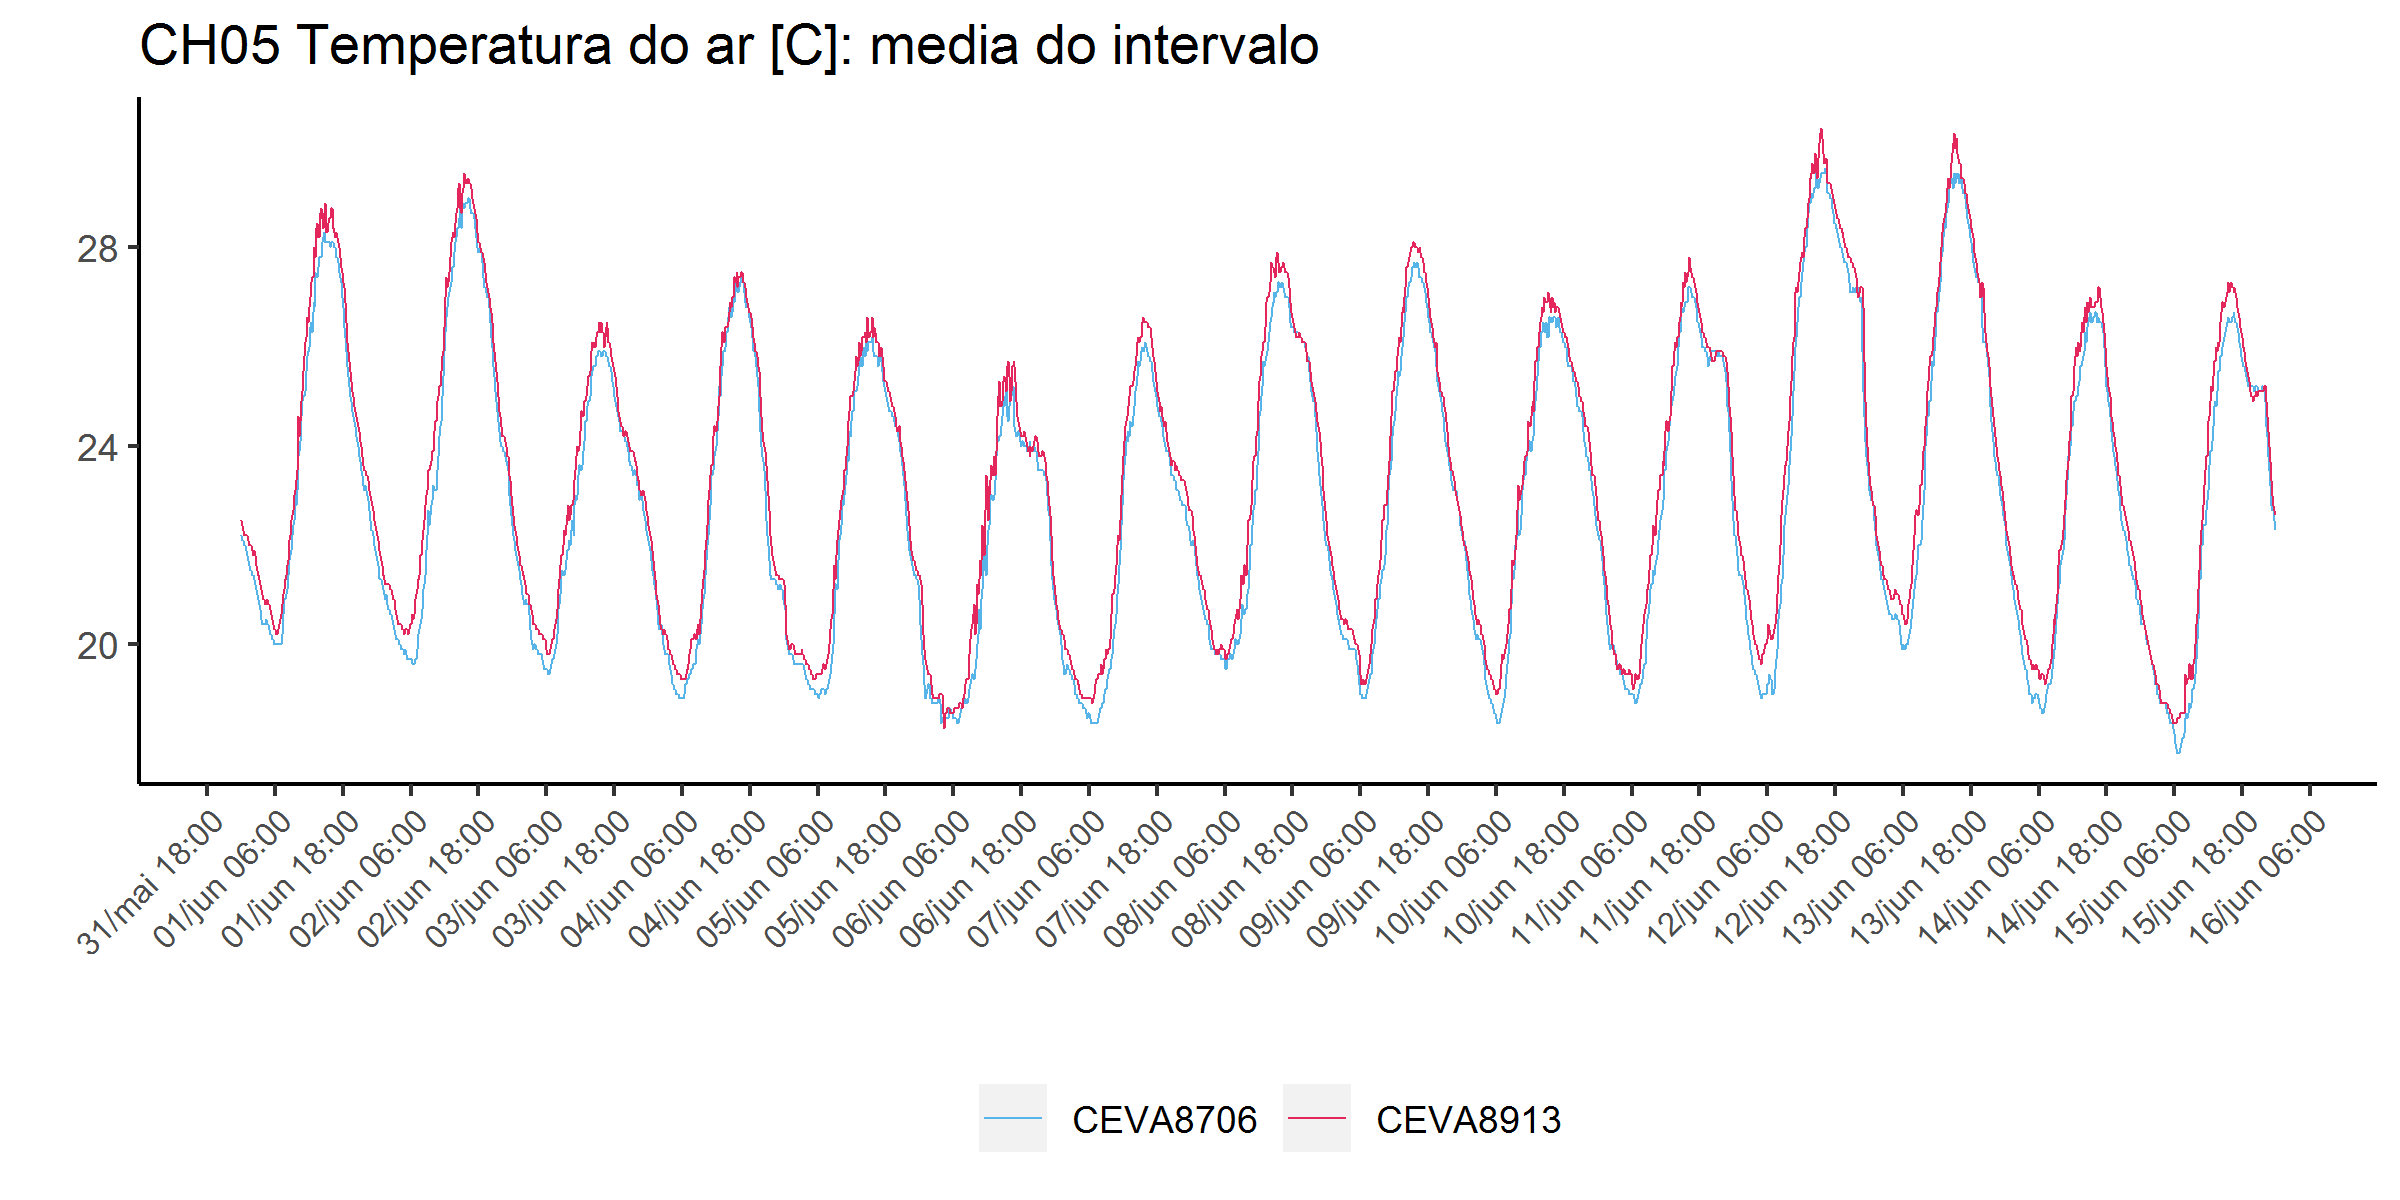 CH05 Temperatura do ar [C]: media do intervalo
28
24
20
31/mai 18:00
01/jun 06:00
01/jun 18:00
02/jun 06:00
02/jun 18:00
03/jun 06:00
03/jun 18:00
04/jun 06:00
04/jun 18:00
05/jun 06:00
05/jun 18:00
06/jun 06:00
06/jun 18:00
07/jun 06:00
07/jun 18:00
08/jun 06:00
08/jun 18:00
09/jun 06:00
09/jun 18:00
10/jun 06:00
10/jun 18:00
11/jun 06:00
11/jun 18:00
12/jun 06:00
12/jun 18:00
13/jun 06:00
13/jun 18:00
14/jun 06:00
14/jun 18:00
15/jun 06:00
15/jun 18:00
16/jun 06:00
CEVA8706 CEVA8913